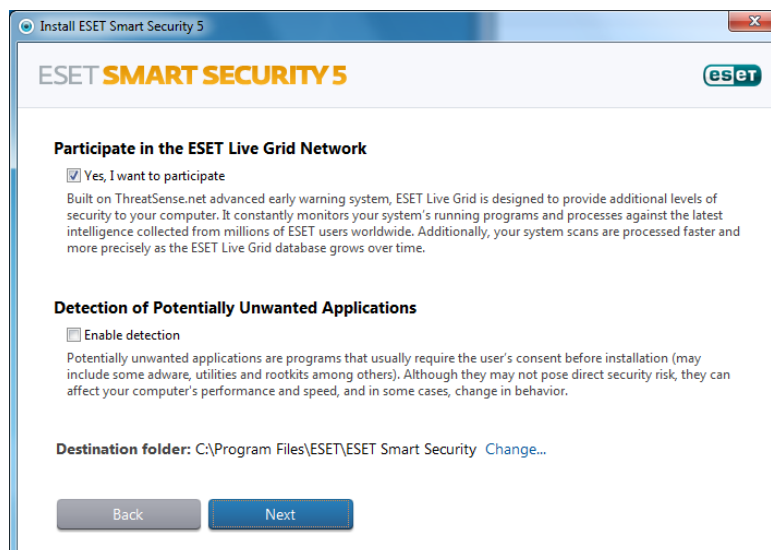 Install ESET Smart Security 5
ESET SMART SECURITY 5
eset
Participate in the ESET Live Grid Network
Yes, I want to participate
Built on ThreatSense.net advanced early warning system, ESET Live Grid is designed to provide additional levels of
security to your computer. It constantly monitors your system's running programs and processes against the latest
intelligence collected from millions of ESET users worldwide. Additionally, your system scans are processed faster and
more precisely as the ESET Live Grid database grows over time.
Detection of Potentially Unwanted Applications
Enable detection
Potentially unwanted applications are programs that usually require the user's consent before installation (may
include some adware, utilities and rootkits among others). Although they may not pose direct security risk, they can
affect your computer's performance and speed, and in some cases, change in behavior.
Destination folder: C:\Program Files\ESET\ESET Smart Security Change...
Back Next